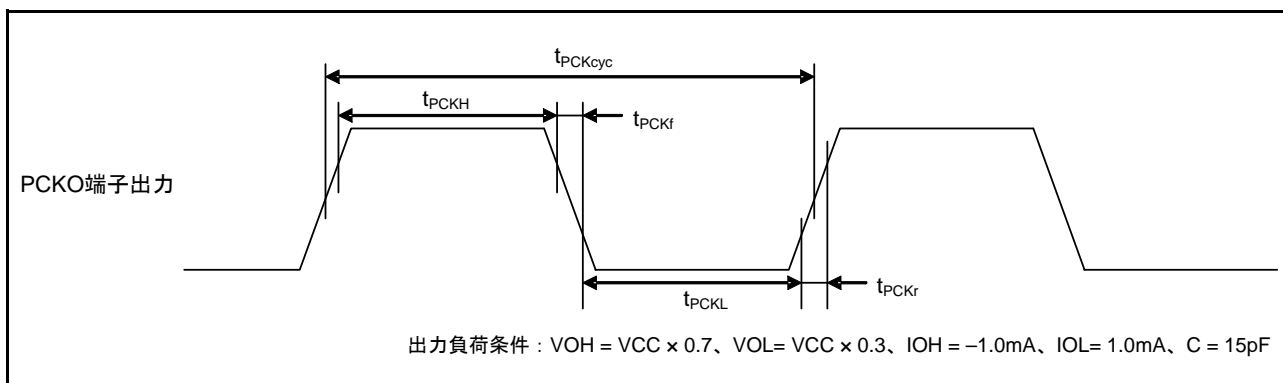 tPCKcyc
tPCKH
tPCKf
PCKO端子出力
tPCKL
tPCKr
出力負荷条件：VOH = VCC × 0.7、VOL= VCC × 0.3、IOH = –1.0mA、IOL= 1.0mA、C = 15pF